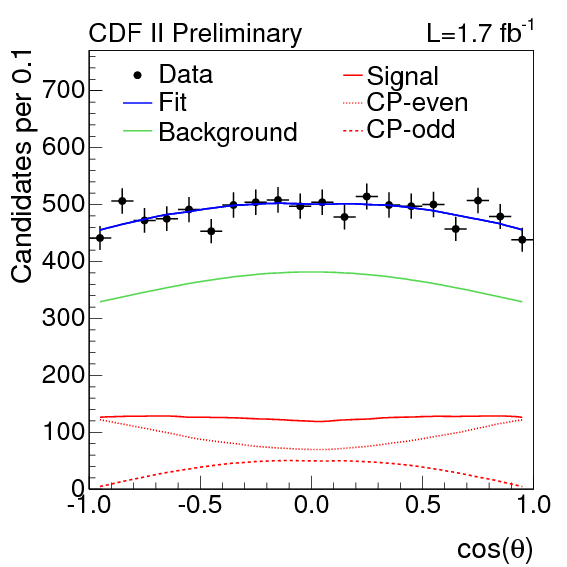 CDF II Preliminary L=1.7 fb⁻¹
Candidates per 0.1
700
600
500
400
300
200
100
0
Data
Fit
Background
Signal
CP-even
CP-odd
-1.0 -0.5 0.0 0.5 1.0
cos(θ)